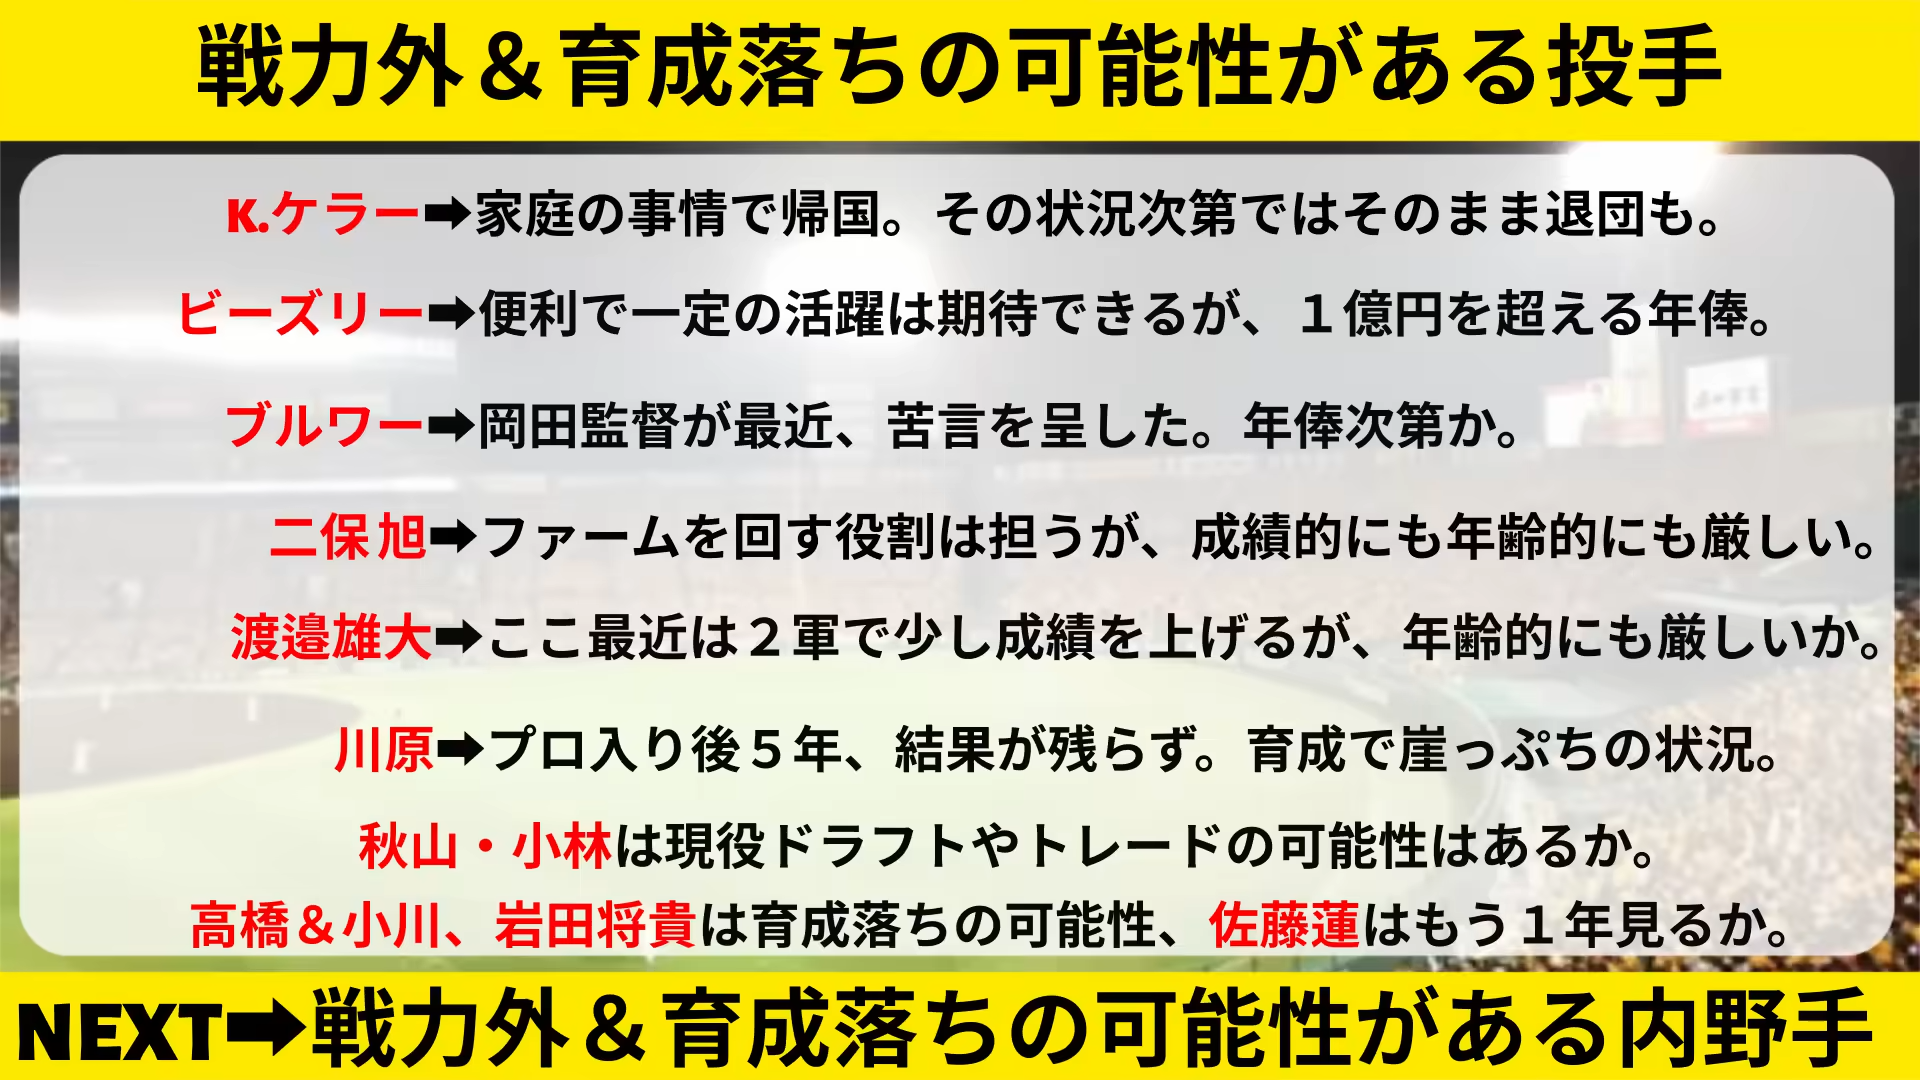 戦力外＆育成落ちの可能性がある投手
K.ケラー➡家庭の事情で帰国。その状況次第ではそのまま退団も。
ビーズリー➡便利で一定の活躍は期待できるが、１億円を超える年俸。
ブルワー➡岡田監督が最近、苦言を呈した。年俸次第か。
二保 旭➡ファームを回す役割は担うが、成績的にも年齢的にも厳しい。
渡邉雄大➡ここ最近は２軍で少し成績を上げるが、年齢的にも厳しいか。
川原➡プロ入り後５年、結果が残らず。育成で崖っぷちの状況。
秋山・小林は現役ドラフトやトレードの可能性はあるか。
高橋＆小川、岩田将貴は育成落ちの可能性、佐藤蓮はもう１年見るか。
NEXT➡戦力外＆育成落ちの可能性がある内野手